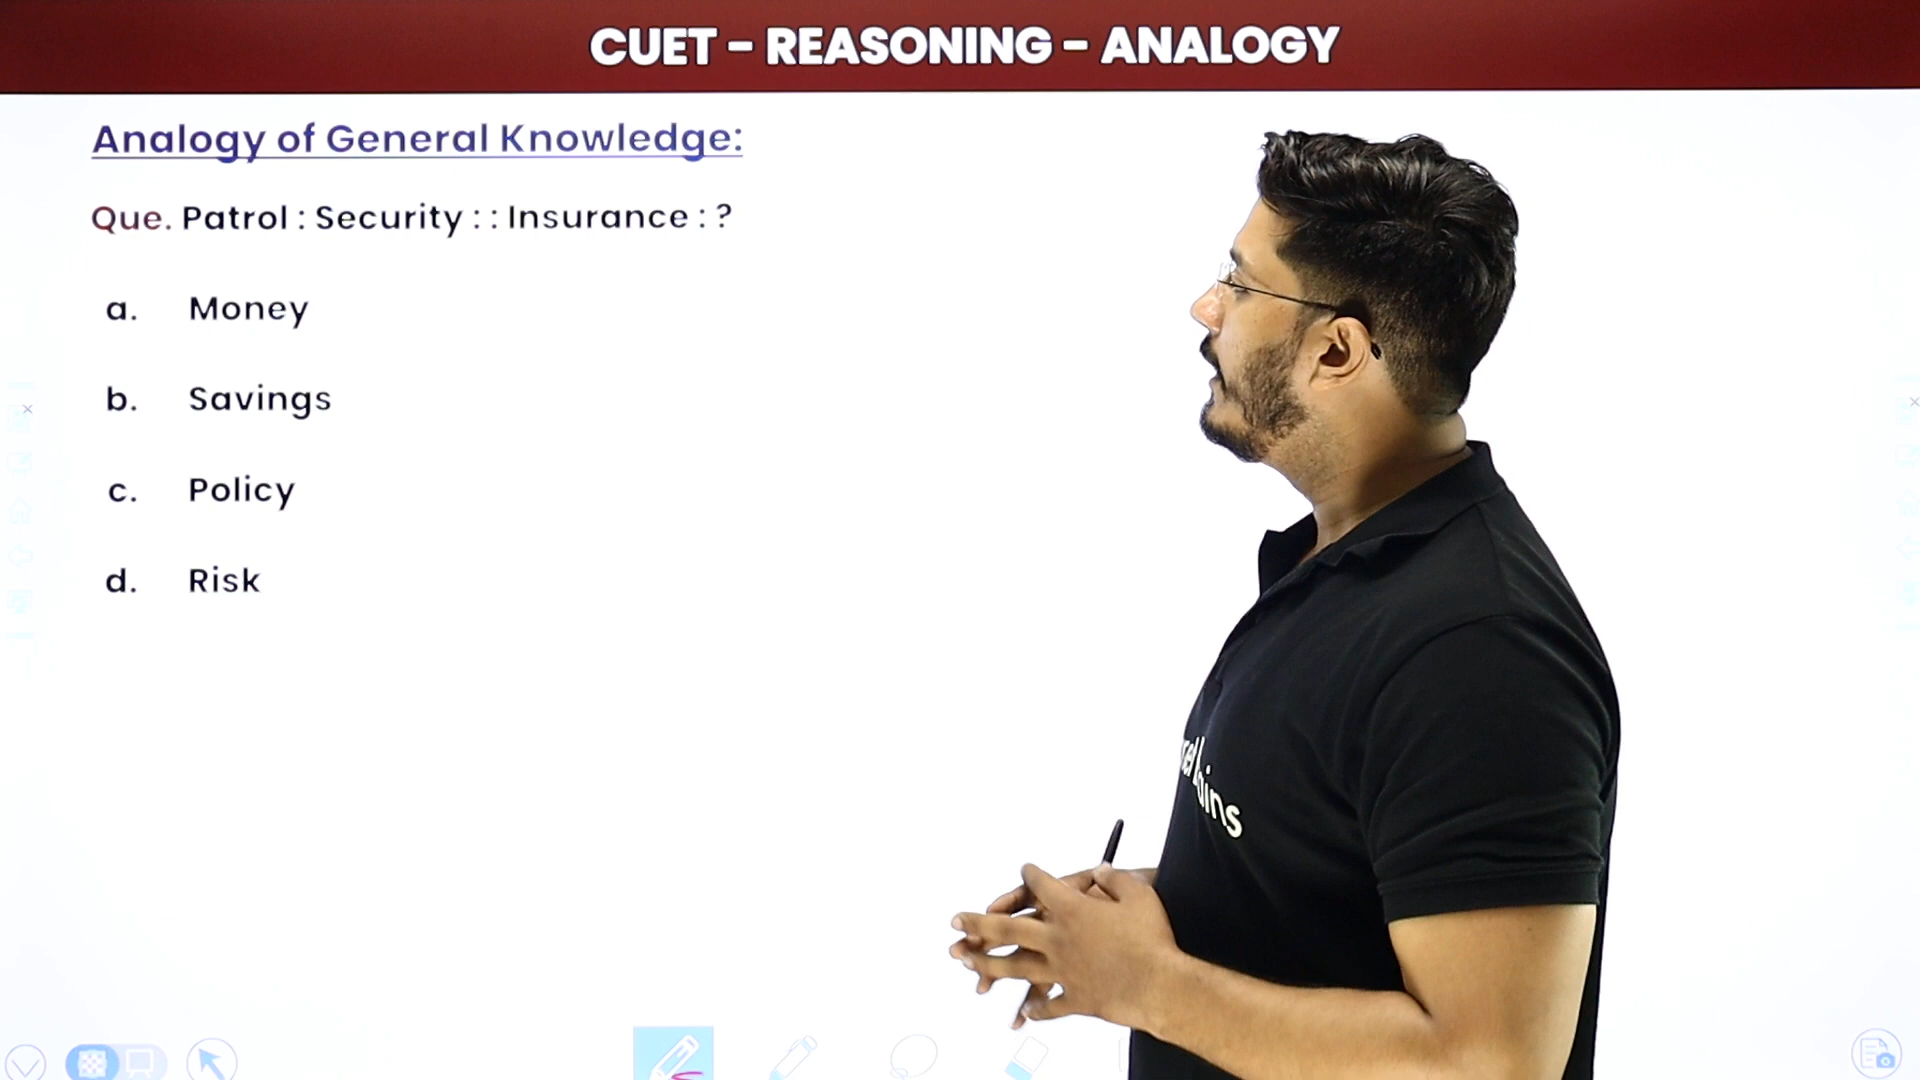 CUET - REASONING - ANALOGY
Analogy of General Knowledge:
Que. Patrol : Security : : Insurance : ?
a. Money
b. Savings
c. Policy
d. Risk